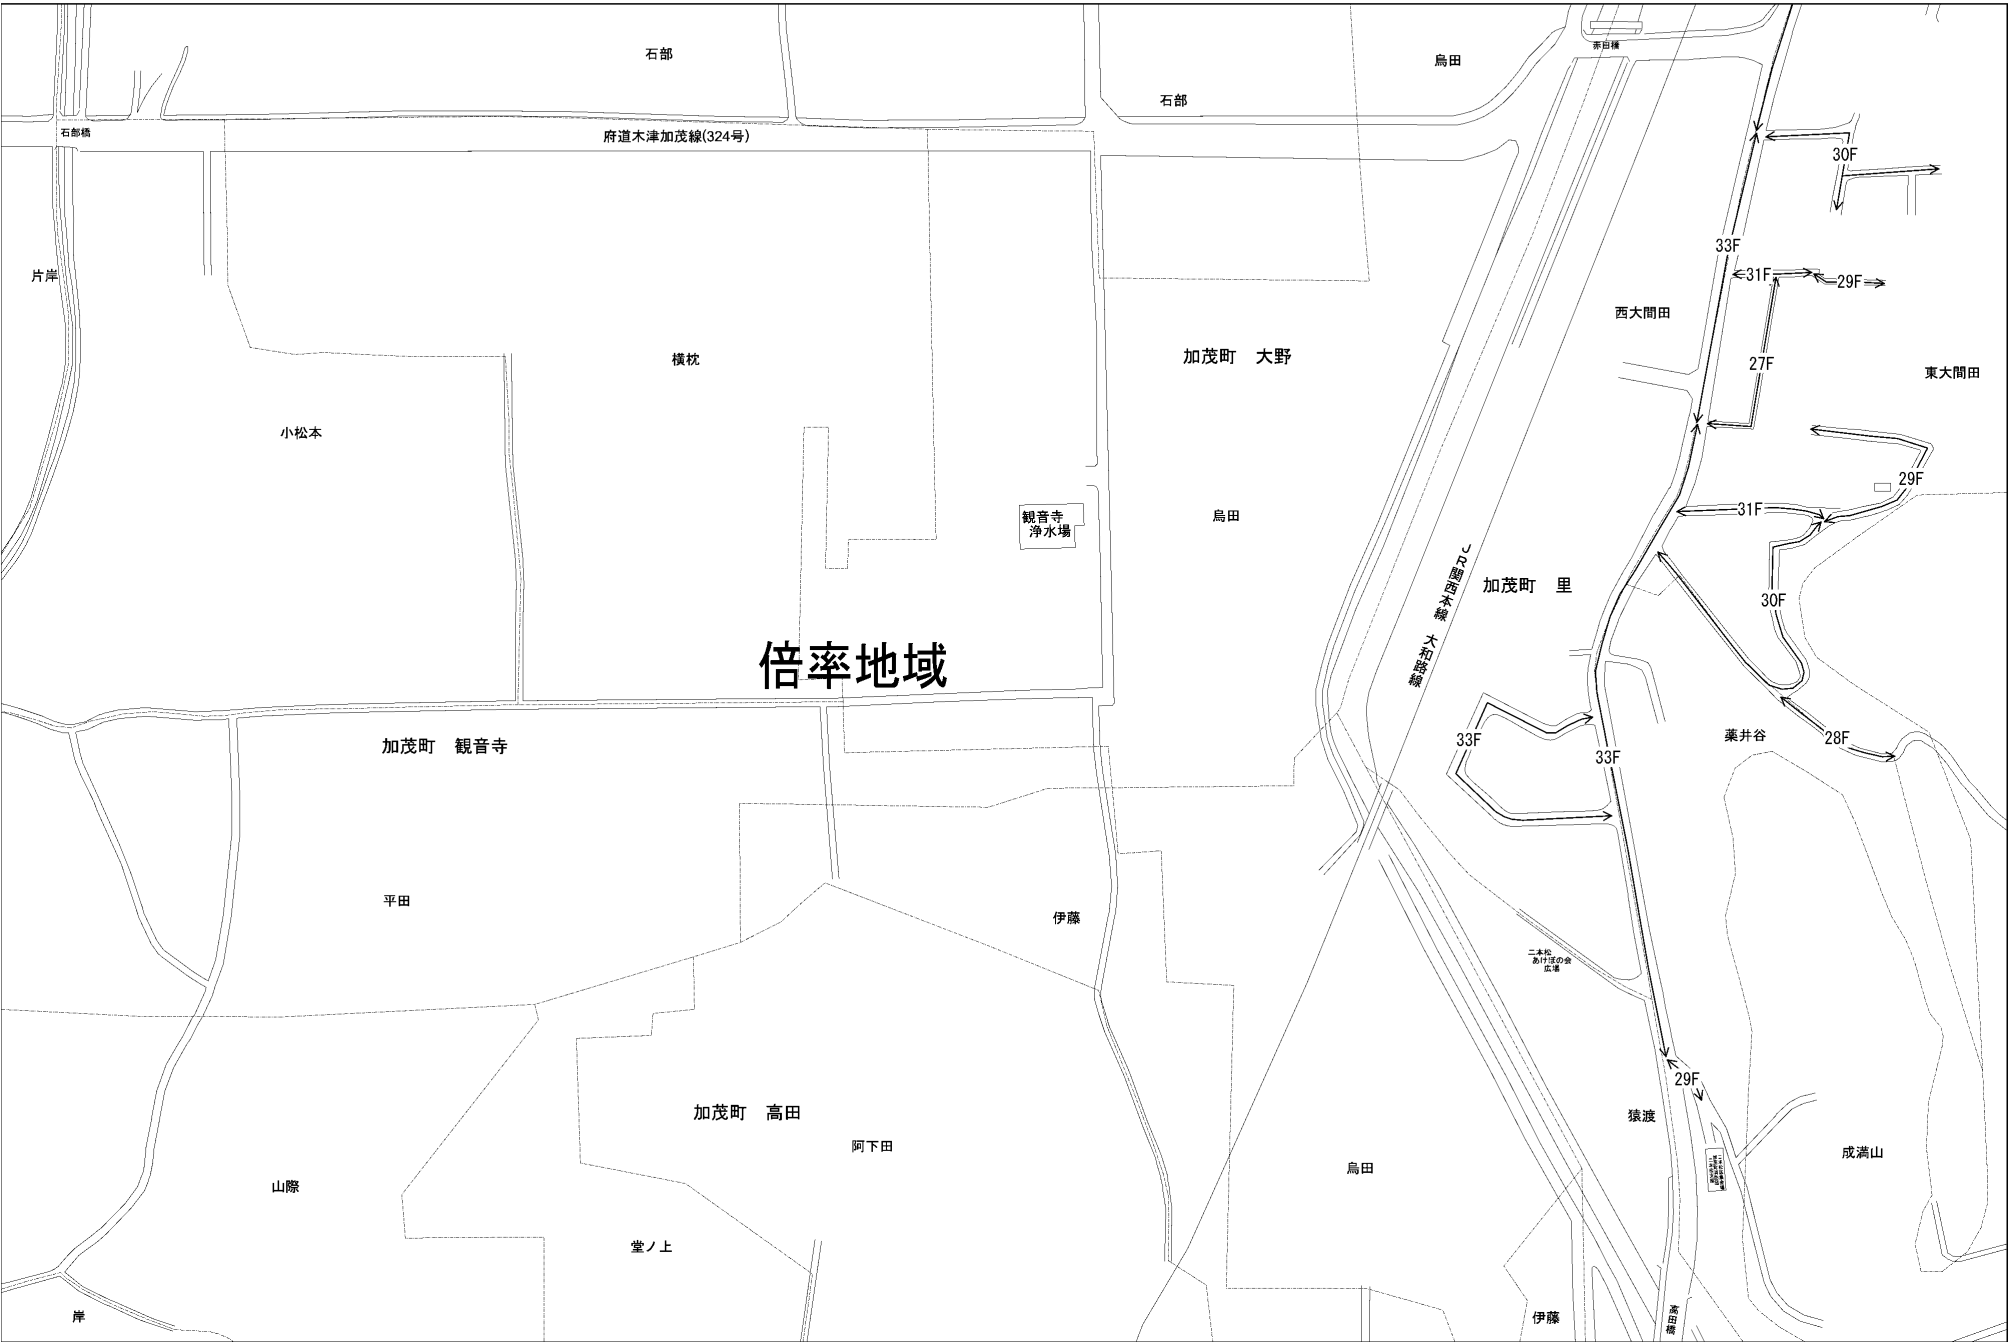 石部
烏田
赤田橋
石部
石部橋
府道木津加茂線(324号)
30F
33F
片岸
31F
29F
西大間田
横枕
加茂町 大野
27F
東大間田
小松本
29F
観音寺
浄水場
烏田
31F
JR関西本線 大和路線
加茂町 里
30F
倍率地域
加茂町 観音寺
33F
33F
薬井谷
28F
平田
伊藤
二本松
あけぼの会
広場
29F
加茂町 高田
猿渡
阿下田
成満山
烏田
山際
堂ノ上
岸
伊藤
高田橋